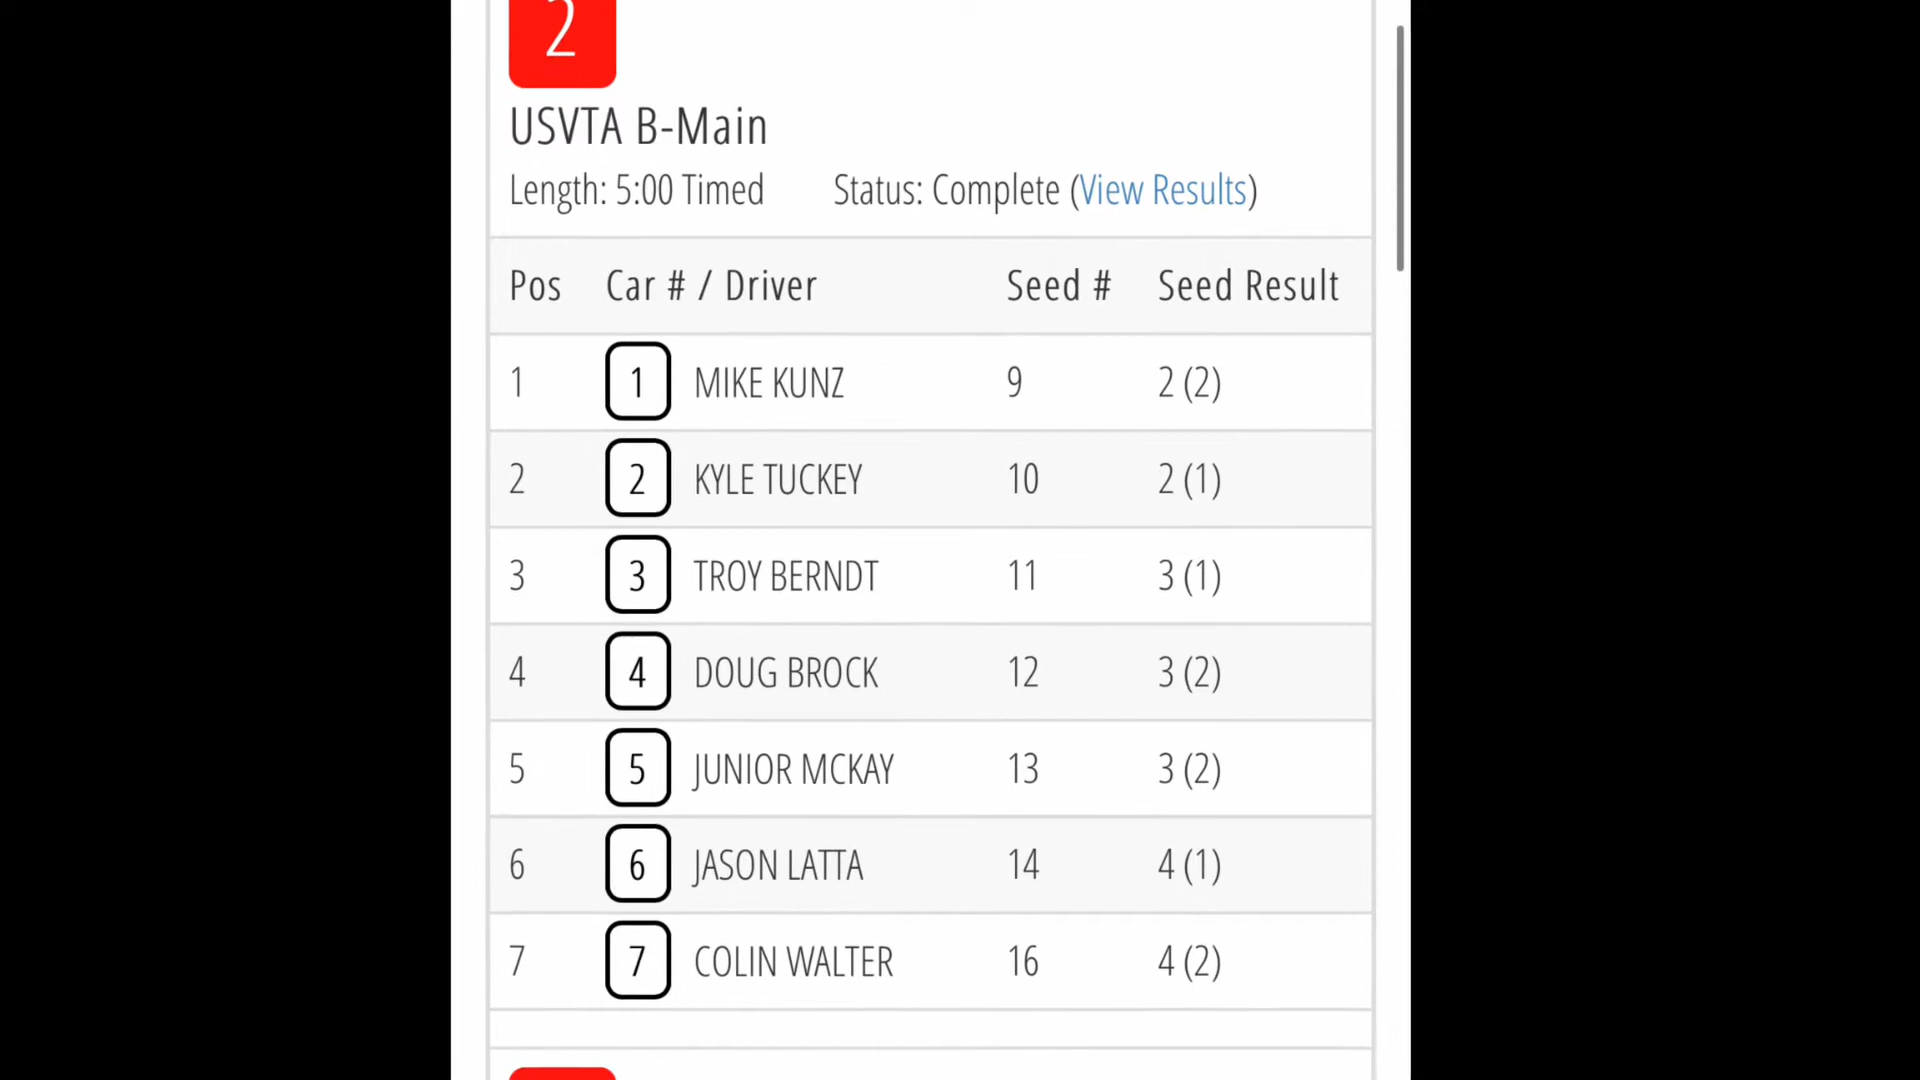 2
USVTA B-Main
Length: 5:00 Timed Status: Complete (View Results)
Pos Car # / Driver Seed # Seed Result
1 1 MIKE KUNZ 9 2 (2)
2 2 KYLE TUCKEY 10 2 (1)
3 3 TROY BERNDT 11 3 (1)
4 4 DOUG BROCK 12 3 (2)
5 5 JUNIOR MCKAY 13 3 (2)
6 6 JASON LATTA 14 4 (1)
7 7 COLIN WALTER 16 4 (2)